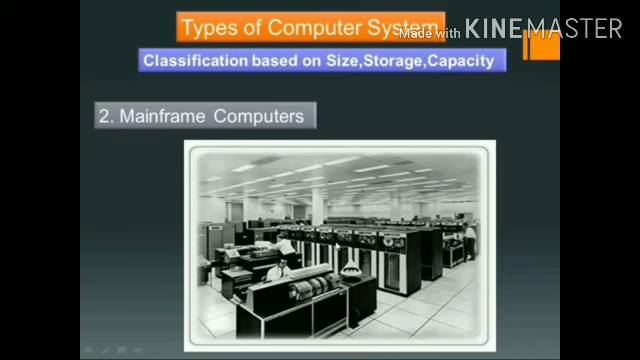 Types of Computer System
Made with KINEMASTER
Classification based on Size,Storage,Capacity
2. Mainframe Computers